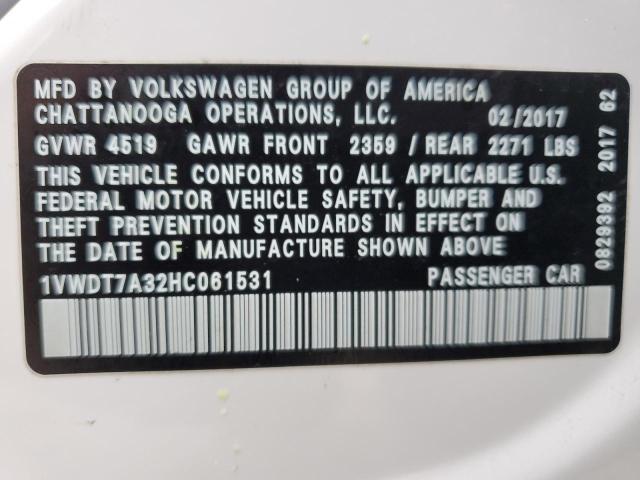 MFD BY VOLKSWAGEN GROUP OF AMERICA
CHATTANOOGA OPERATIONS, LLC. 02/2017
GVWR 4519 GAWR FRONT 2359 / REAR 2271 LBS
THIS VEHICLE CONFORMS TO ALL APPLICABLE U.S.
FEDERAL MOTOR VEHICLE SAFETY, BUMPER AND
THEFT PREVENTION STANDARDS IN EFFECT ON
THE DATE OF MANUFACTURE SHOWN ABOVE.
1VWDT7A32HC061531 PASSENGER CAR
0829392 2017 62